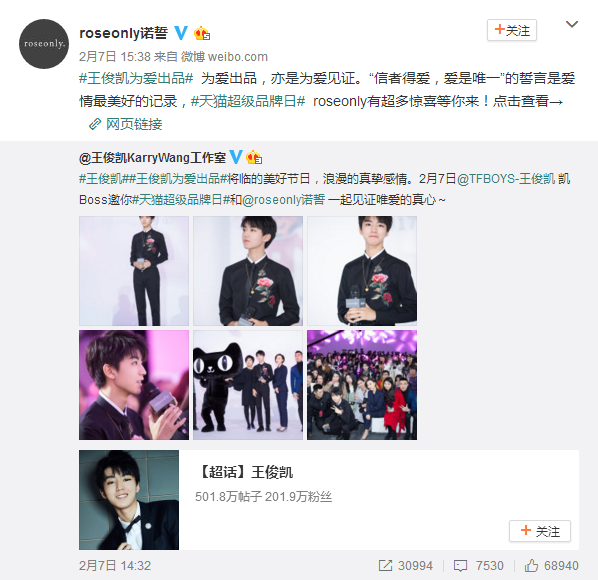 roseonly.
roseonly诺誓
+关注
2月7日 15:38 来自 微博 weibo.com
#王俊凯为爱出品# 为爱出品，亦是为爱见证。“信者得爱，爱是唯一”的誓言是爱
情最美好的记录，#天猫超级品牌日# roseonly有超多惊喜等你来！点击查看→
网页链接
@王俊凯KarryWang工作室
#王俊凯##王俊凯为爱出品#将临的美好节日，浪漫的真挚感情。2月7日@TFBOYS-王俊凯 凯
Boss邀你#天猫超级品牌日#和@roseonly诺誓 一起见证唯爱的真心～
【超话】王俊凯
501.8万帖子 201.9万粉丝
+ 关注
2月7日 14:32
30994
7530
68940